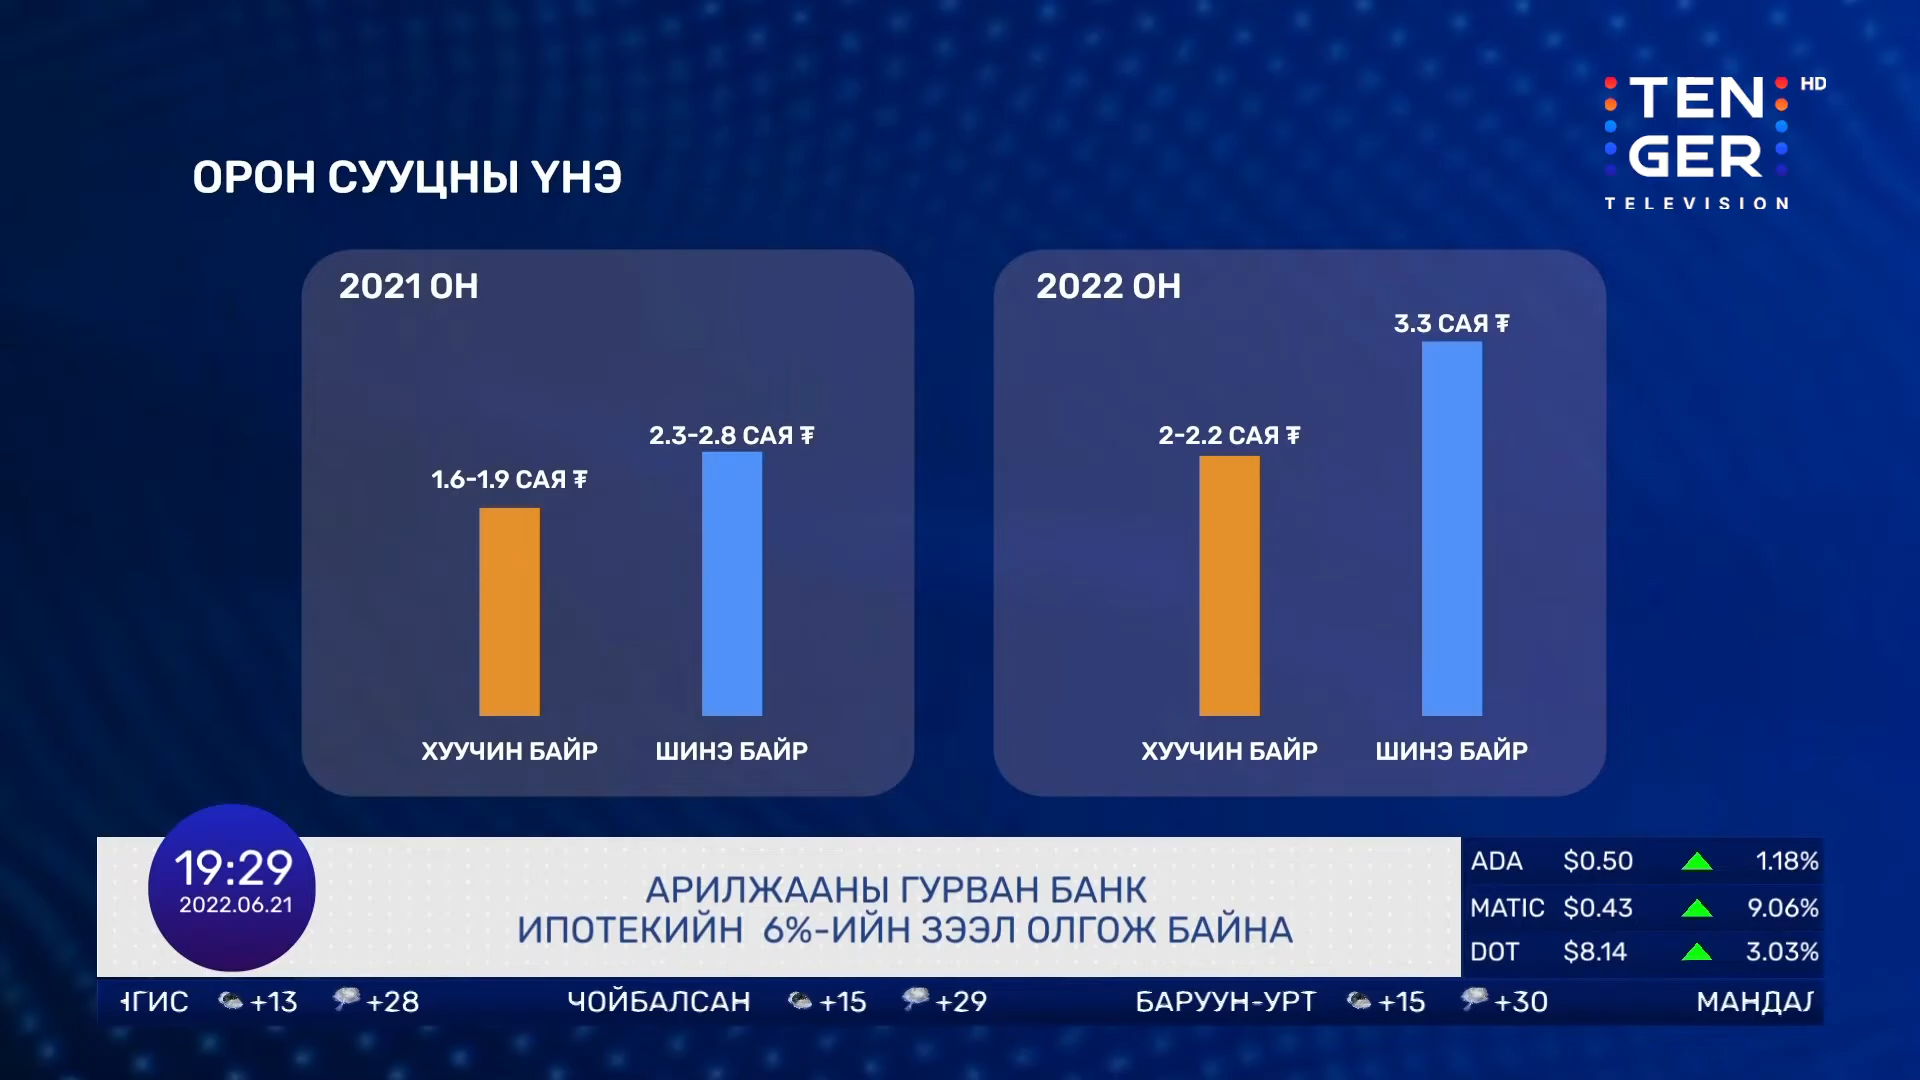 TEN HD
GER
TELEVISION
ОРОН СУУЦНЫ ҮНЭ
2021 ОН
1.6-1.9 САЯ ₮
2.3-2.8 САЯ ₮
ХУУЧИН БАЙР
ШИНЭ БАЙР
2022 ОН
2-2.2 САЯ ₮
3.3 САЯ ₮
ХУУЧИН БАЙР
ШИНЭ БАЙР
19:29
2022.06.21
АРИЛЖААНЫ ГУРВАН БАНК
ИПОТЕКИЙН 6%-ИЙН ЗЭЭЛ ОЛГОЖ БАЙНА
ADA $0.50 1.18%
MATIC $0.43 9.06%
DOT $8.14 3.03%
+13 +28 ЧОЙБАЛСАН +15 +29 БАРУУН-УРТ +15 +30